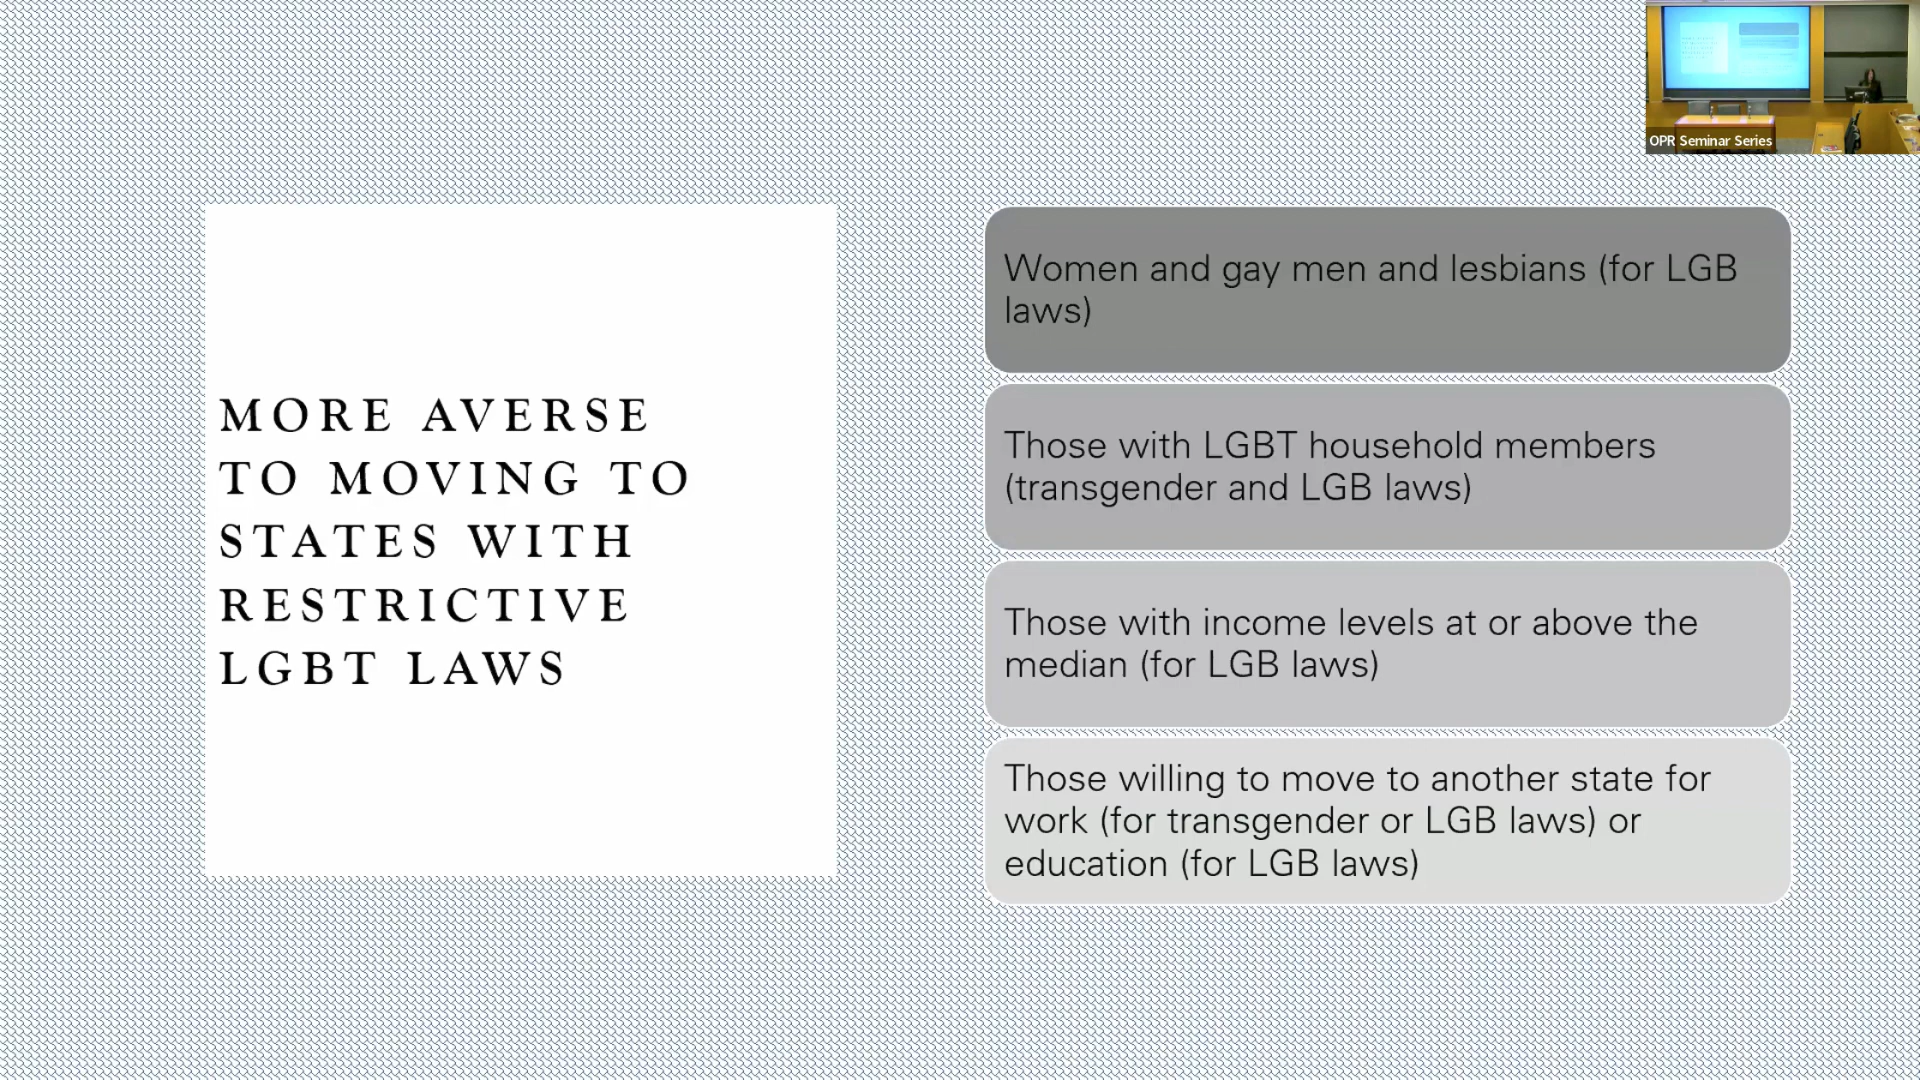 OPR Seminar Series
MORE AVERSE
TO MOVING TO
STATES WITH
RESTRICTIVE
LGBT LAWS
Women and gay men and lesbians (for LGB
laws)
Those with LGBT household members
(transgender and LGB laws)
Those with income levels at or above the
median (for LGB laws)
Those willing to move to another state for
work (for transgender or LGB laws) or
education (for LGB laws)